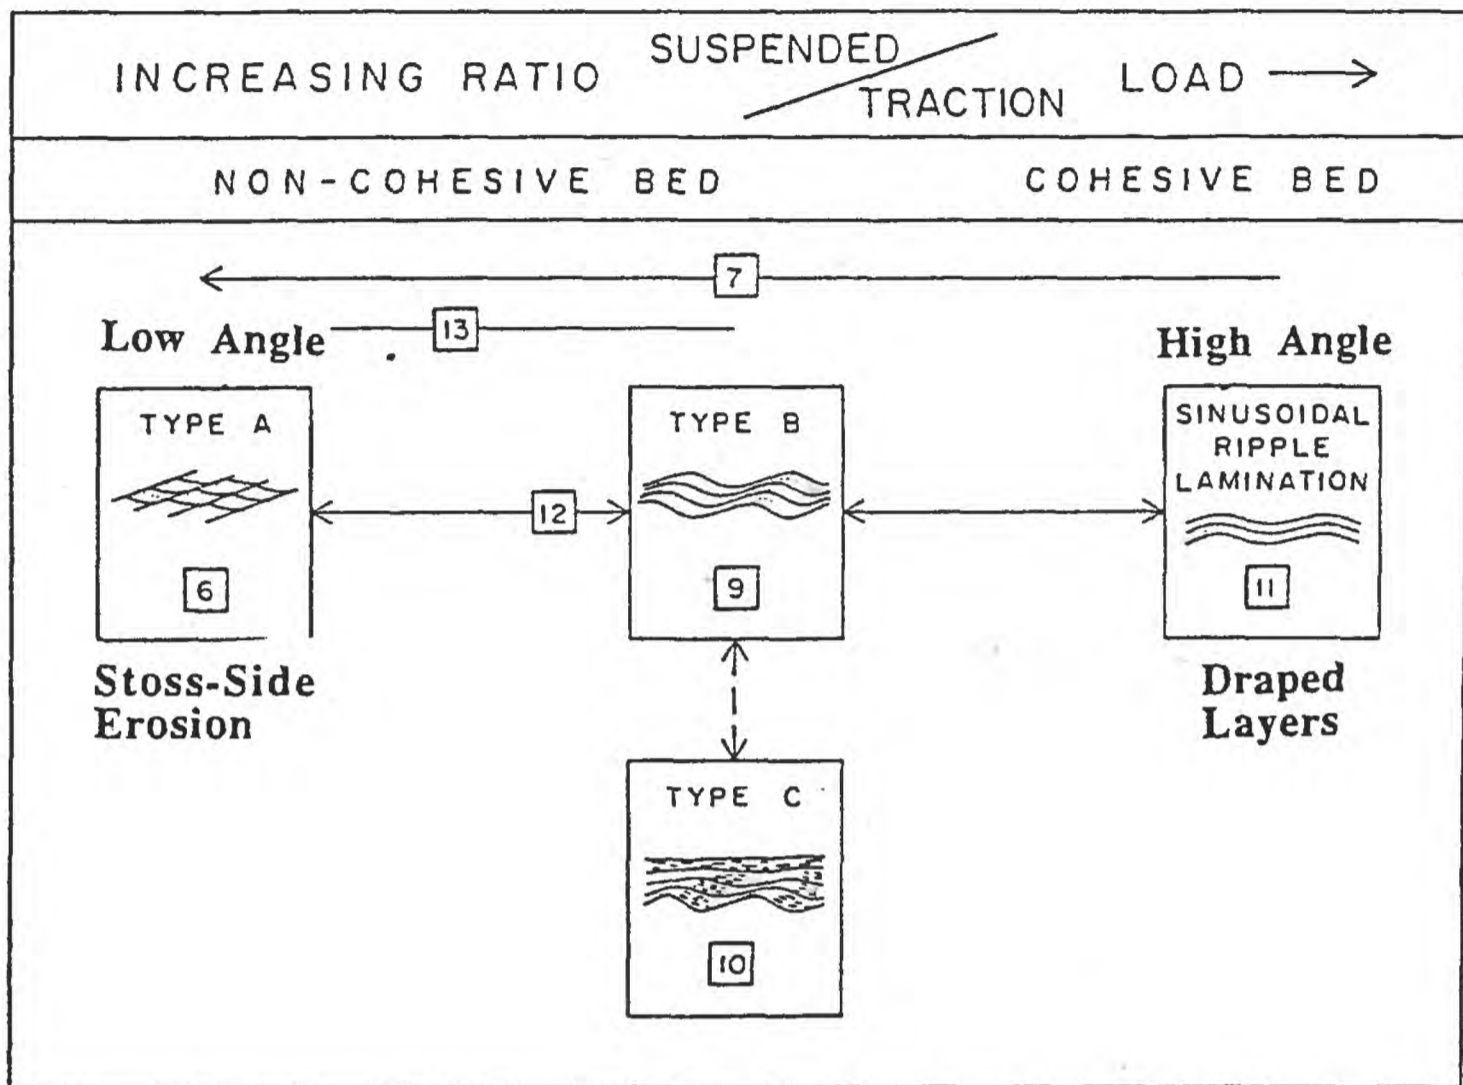 INCREASING RATIO SUSPENDED / TRACTION LOAD
NON-COHESIVE BED COHESIVE BED
7
Low Angle 13 High Angle
TYPE A
6
Stoss-Side
Erosion
12
TYPE B
9
SINUSOIDAL
RIPPLE
LAMINATION
11
Draped
Layers
TYPE C
10